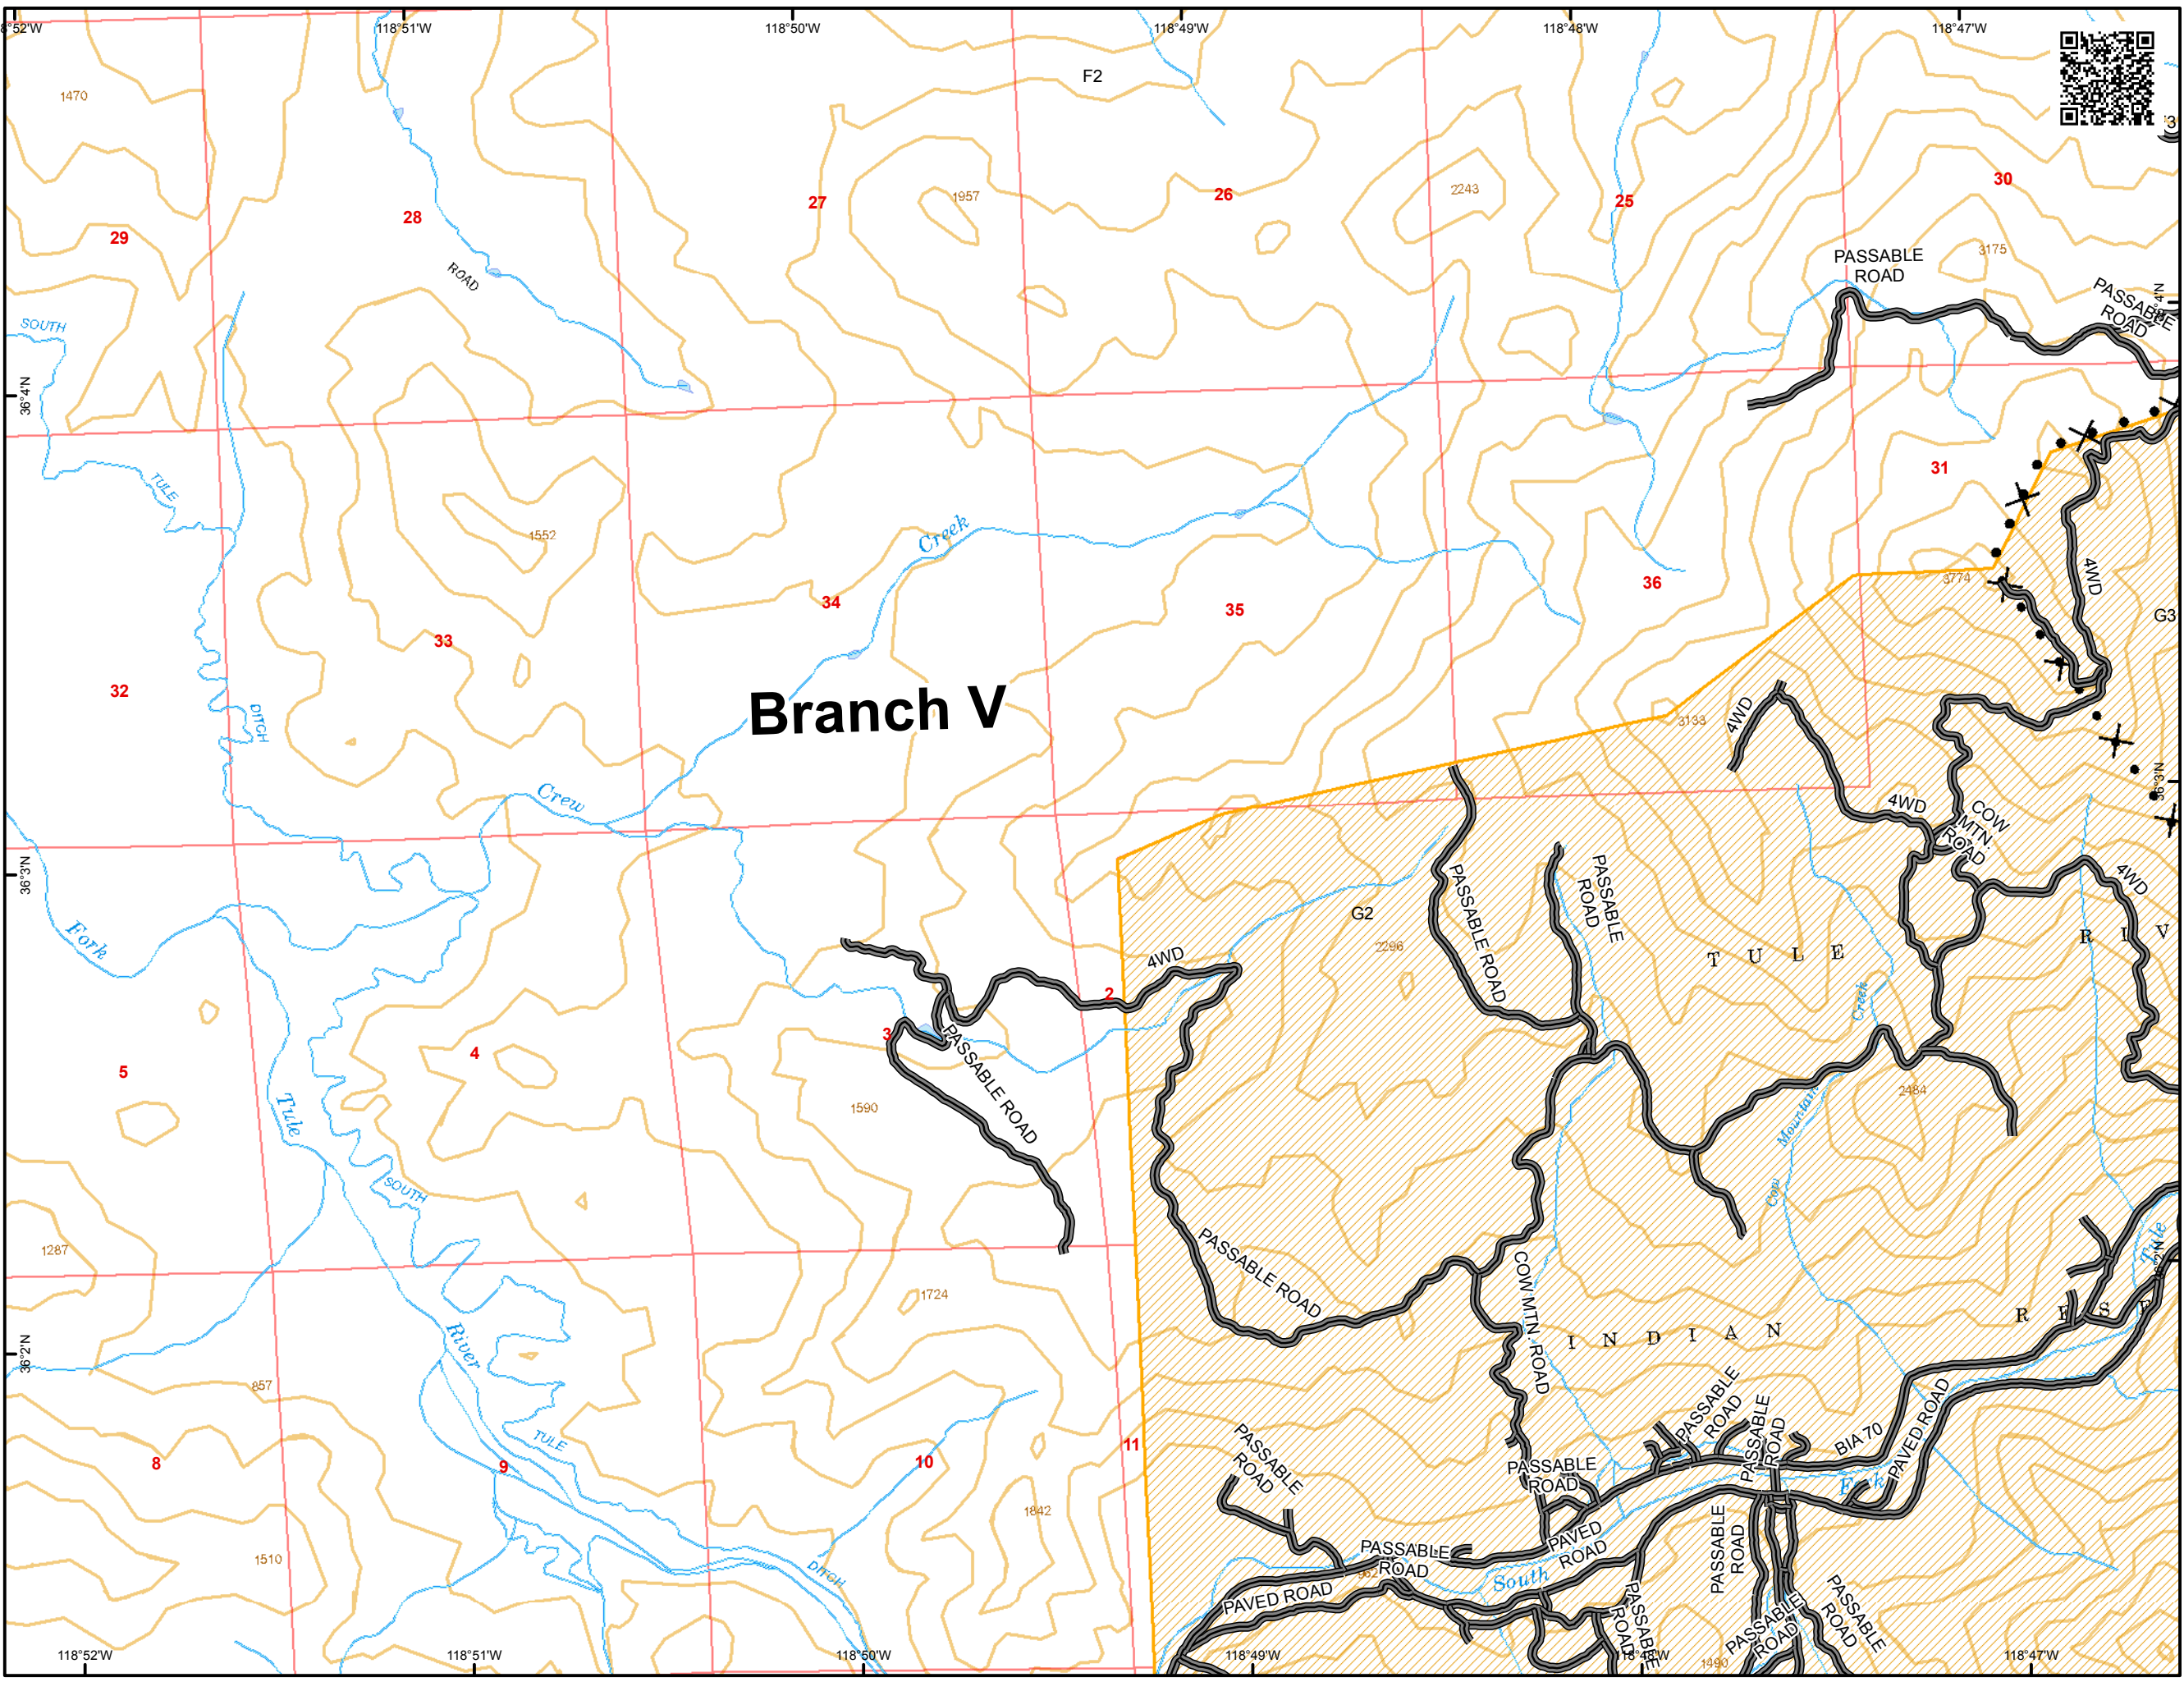 8°52'W
118°51'W
118°50'W
118°49'W
118°48'W
118°47'W
F2
1470
30
27
1957
26
2243
25
28
29
3175
PASSABLE
ROAD
ROAD
PASSABLE
ROAD
SOUTH
36°4'N
31
TULE
1552
Creek
36
3774
4WD
34
35
G3
33
32
Branch V
DITCH
3133
4WD
36°3'N
Crew
4WD
COW
MTN.
ROAD
36°3'N
4WD
PASSABLE ROAD
PASSABLE
ROAD
G2
2296
Fork
T U L E
R I V
4WD
2
Creek
3
PASSABLE ROAD
4
5
2484
1590
Tule
Mountain
Cow
SOUTH
1287
PASSABLE ROAD
COW MTN. ROAD
Tule
1724
R E S E
I N D I A N
River
36°2'N
857
PASSABLE
ROAD
PASSABLE
ROAD
BIA 70
PAVED ROAD
TULE
8
9
10
11
PASSABLE
ROAD
PASSABLE
ROAD
Fork
1842
1510
DITCH
PASSABLE
ROAD
PAVED
ROAD
PASSABLE
ROAD
South
PAVED ROAD
PASSABLE
ROAD
PASSABLE
ROAD
PASSABLE
ROAD
1490
118°52'W
118°51'W
118°50'W
118°49'W
118°48'W
118°47'W